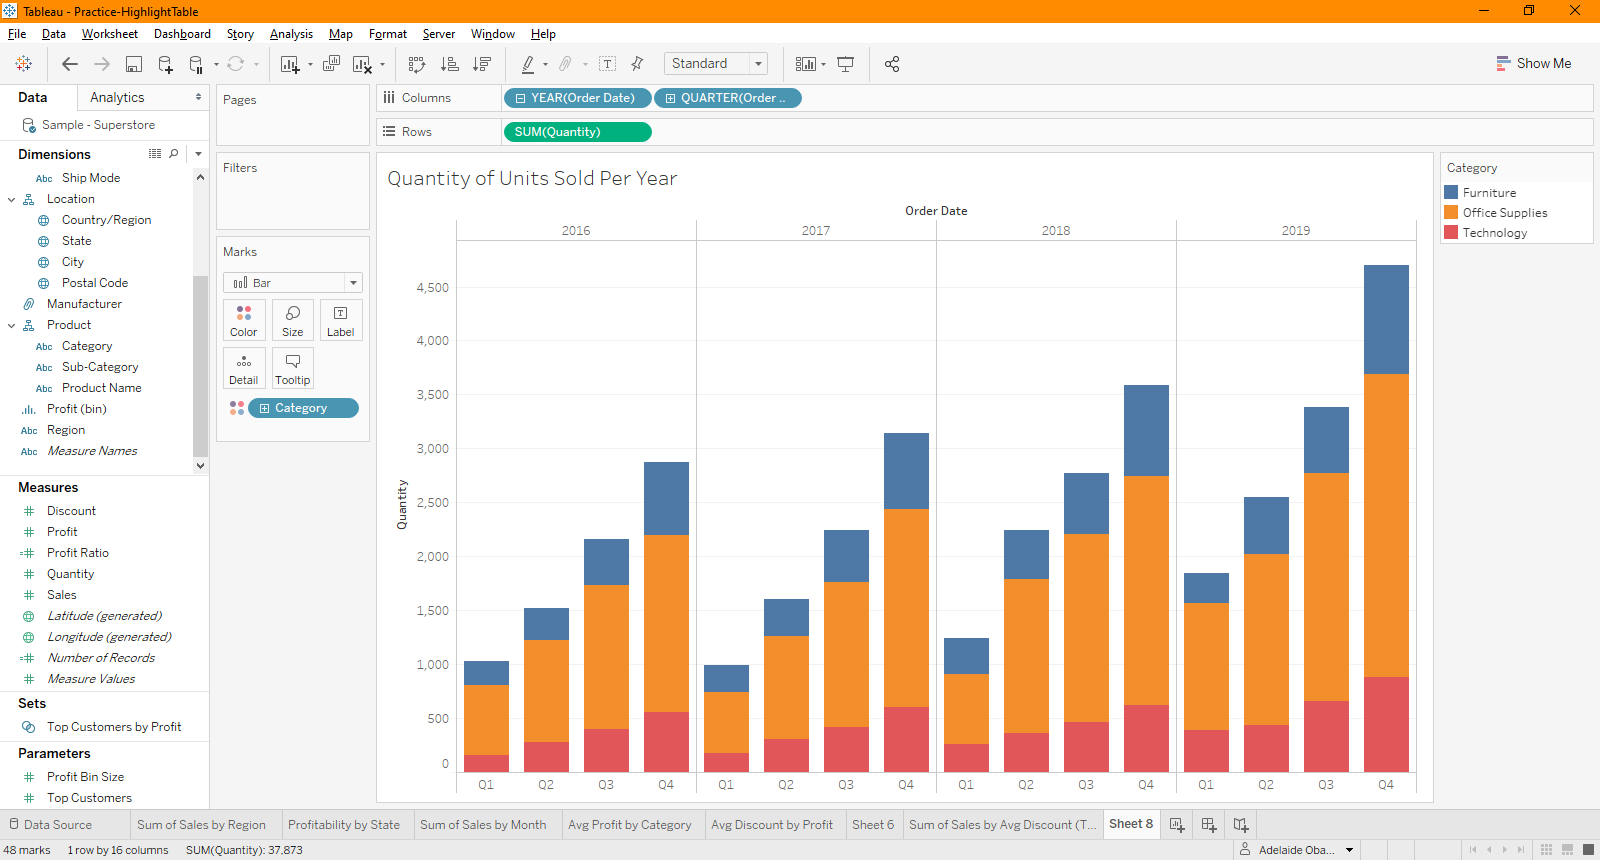 Tableau - Practice-HighlightTable
File Data Worksheet Dashboard Story Analysis Map Format Server Window Help
Standard
Show Me
Data Analytics
Sample - Superstore
Dimensions
Abc Ship Mode
Location
Country/Region
State
City
Postal Code
Manufacturer
Product
Abc Category
Abc Sub-Category
Abc Product Name
Profit (bin)
Abc Region
Abc Measure Names
Measures
# Discount
# Profit
=# Profit Ratio
# Quantity
# Sales
Latitude (generated)
Longitude (generated)
=# Number of Records
# Measure Values
Sets
Top Customers by Profit
Parameters
# Profit Bin Size
# Top Customers
Pages
Filters
Marks
Bar
Color Size Label
Detail Tooltip
Category
Columns YEAR(Order Date) QUARTER(Order ..
Rows SUM(Quantity)
Quantity of Units Sold Per Year
Order Date
2016 2017 2018 2019
Quantity
4,500
4,000
3,500
3,000
2,500
2,000
1,500
1,000
500
0
Q1 Q2 Q3 Q4 Q1 Q2 Q3 Q4 Q1 Q2 Q3 Q4 Q1 Q2 Q3 Q4
Category
Furniture
Office Supplies
Technology
Data Source Sum of Sales by Region Profitability by State Sum of Sales by Month Avg Profit by Category Avg Discount by Profit Sheet 6 Sum of Sales by Avg Discount (T... Sheet 8
48 marks 1 row by 16 columns SUM(Quantity): 37,873 Adelaide Oba...